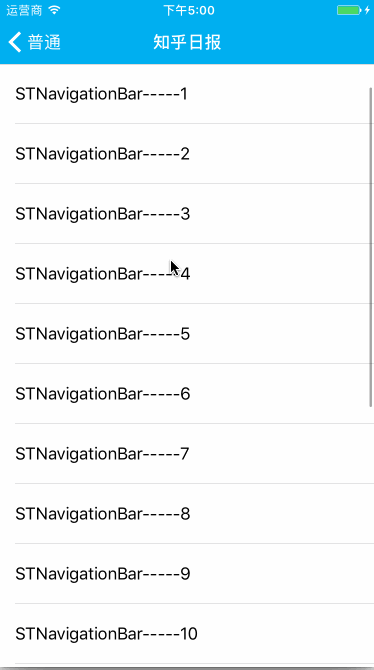 运营商 下午5:00
普通 知乎日报
STNavigationBar-----1
STNavigationBar-----2
STNavigationBar-----3
STNavigationBar-----4
STNavigationBar-----5
STNavigationBar-----6
STNavigationBar-----7
STNavigationBar-----8
STNavigationBar-----9
STNavigationBar-----10